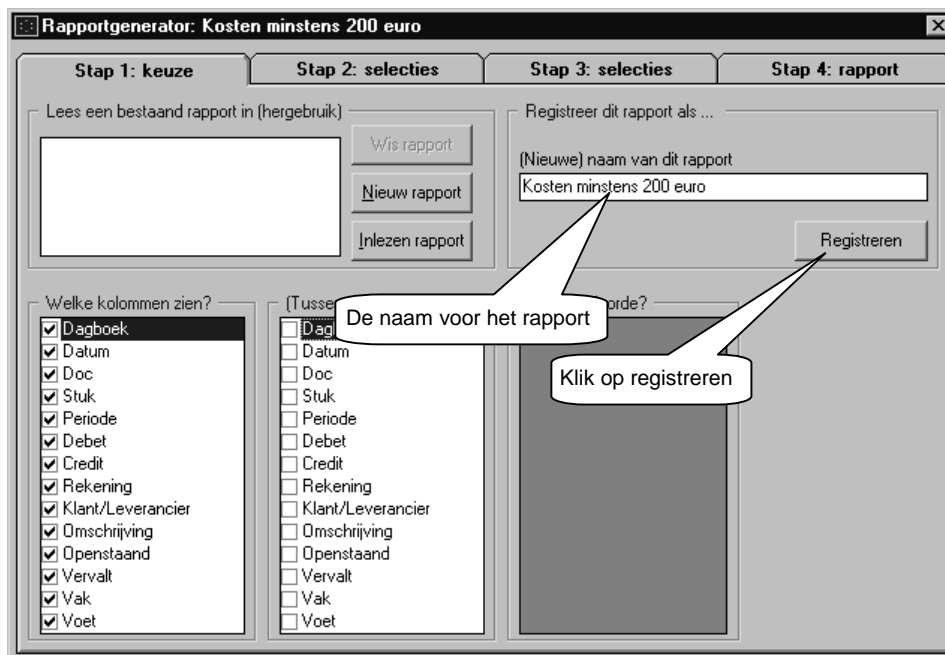 Rapportgenerator: Kosten minstens 200 euro
Stap 1: keuze
Stap 2: selecties
Stap 3: selecties
Stap 4: rapport
Lees een bestaand rapport in (hergebruik)
Wis rapport
Nieuw rapport
Inlezen rapport
Registreer dit rapport als ...
(Nieuwe) naam van dit rapport
Kosten minstens 200 euro
Registreren
De naam voor het rapport
Klik op registreren
Welke kolommen zien?
Dagboek
Datum
Doc
Stuk
Periode
Debet
Credit
Rekening
Klant/Leverancier
Omschrijving
Openstaand
Vervalt
Vak
Voet
Datum
Doc
Stuk
Periode
Debet
Credit
Rekening
Klant/Leverancier
Omschrijving
Openstaand
Vervalt
Vak
Voet